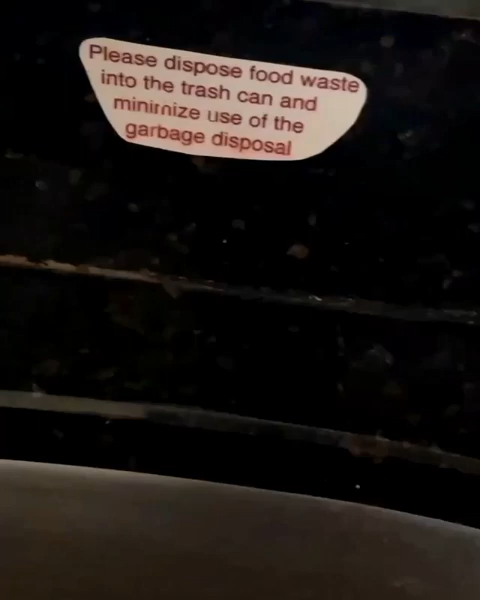 Please dispose food waste
into the trash can and
minimize use of the
garbage disposal